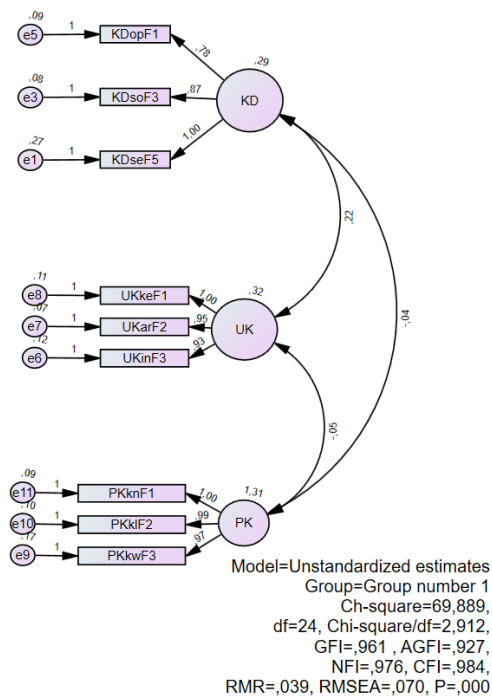 ,09
e5 1 KDopF1
,78
,08
,29
e3 1 KDsoF3 ,87 KD
,27
1,00
e1 1 KDseF5
,22
,11
,32
e8 1 UKkeF1 1,00
,07
e7 1 UKarF2 ,95 UK
,12
e6 1 UKinF3 ,93
-,04
-,05
,09
1,31
e11 1 PKknF1 1,00
,10
e10 1 PKklF2 ,99 PK
,17
e9 1 PKkwF3 ,97
Model=Unstandardized estimates
Group=Group number 1
Ch-square=69,889,
df=24, Chi-square/df=2,912,
GFI=,961 , AGFI=,927,
NFI=,976, CFI=,984,
RMR=,039, RMSEA=,070, P=,000